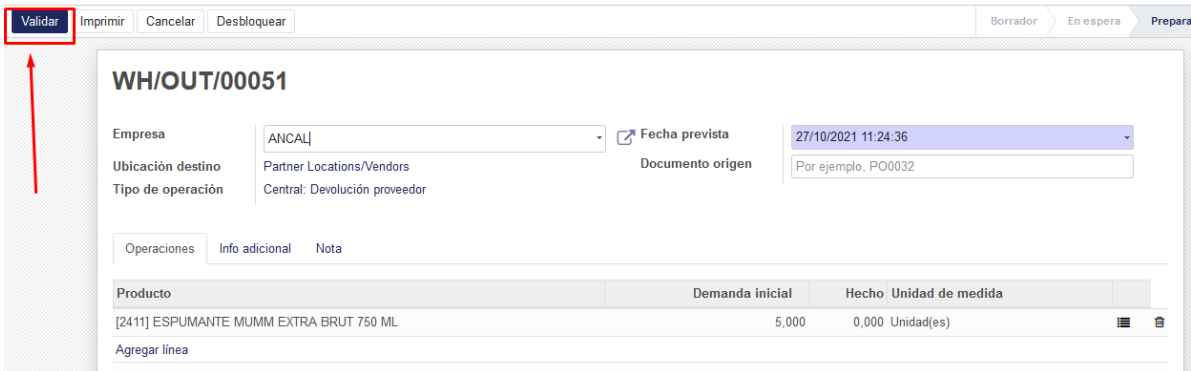 Validar Imprimir Cancelar Desbloquear Borrador En espera Prepara
WH/OUT/00051
Empresa ANCAL Fecha prevista 27/10/2021 11:24:36
Ubicación destino Partner Locations/Vendors Documento origen Por ejemplo, PO0032
Tipo de operación Central: Devolución proveedor
Operaciones Info adicional Nota
Producto Demanda inicial Hecho Unidad de medida
[2411] ESPUMANTE MUMM EXTRA BRUT 750 ML 5,000 0,000 Unidad(es)
Agregar línea